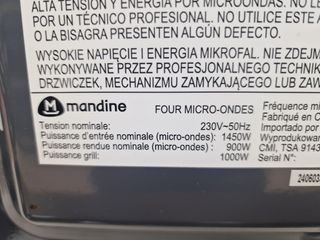 ALTA TENSIÓN Y ENERGÍA POR MICROONDAS. LO
POR UN TÉCNICO PROFESIONAL. NO UTILICE ESTE A
LA BISAGRA PRESENTEN ALGÚN DEFECTO.
WYSOKIE NAPIĘCIE I ENERGIA MIKROFAL. NIE ZDEJM
WYKONYWANE PRZEZ PROFESJONALNEGO TECHNIK
DRZWICZEK, MECHANIZMU ZAMYKAJĄCEGO LUB ZAW
M mandine FOUR MICRO-ONDES
Tension nominale: 230V~50Hz
Puissance d'entrée nominale (micro-ondes): 1450W
Puissance rendue nominale (micro-ondes): 900W
Puissance grill: 1000W
Fréquence mi
Fabriqué en C
Importado por
Wyprodukowan
CMI, TSA 9143
Serial N°:
240603